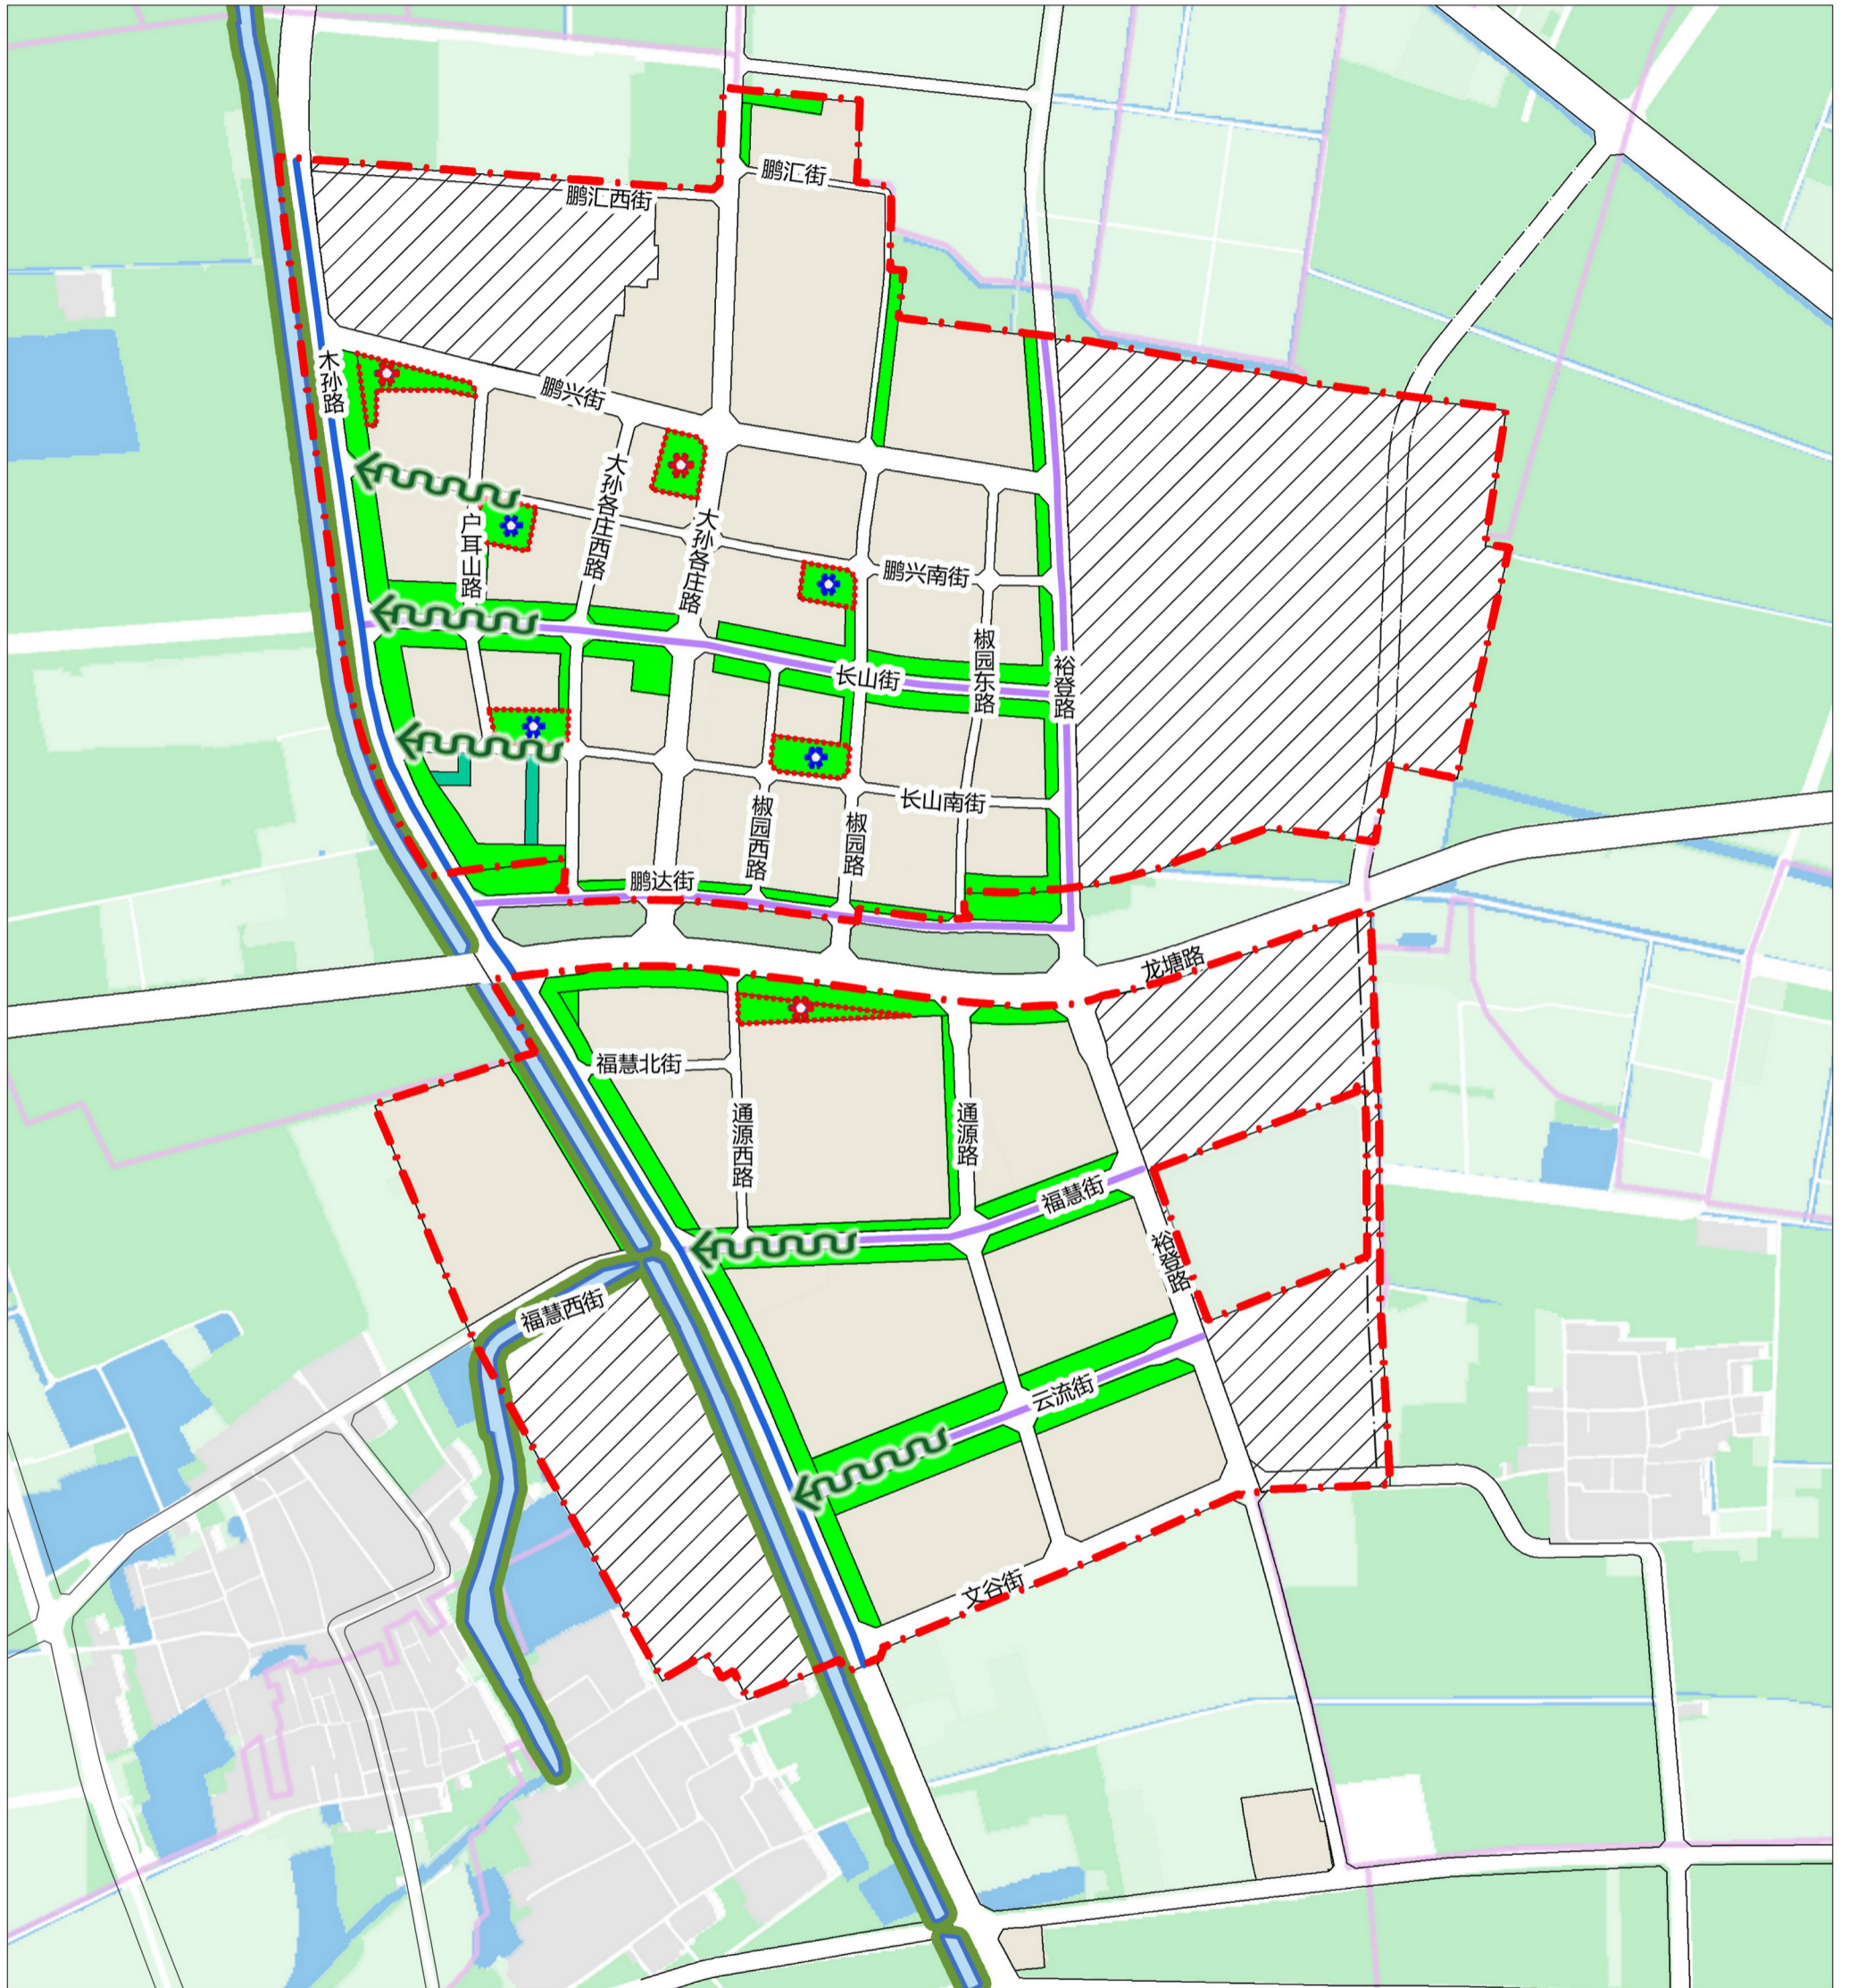 鹏汇街
鹏汇西街
木孙路
鹏兴街
大孙各庄西路
大孙各庄路
户耳山路
鹏兴南街
椒园东路
裕登路
长山街
长山南街
椒园西路
椒园路
鹏达街
龙塘路
福慧北街
通源西路
通源路
福慧街
裕登路
福慧西街
云流街
文谷街